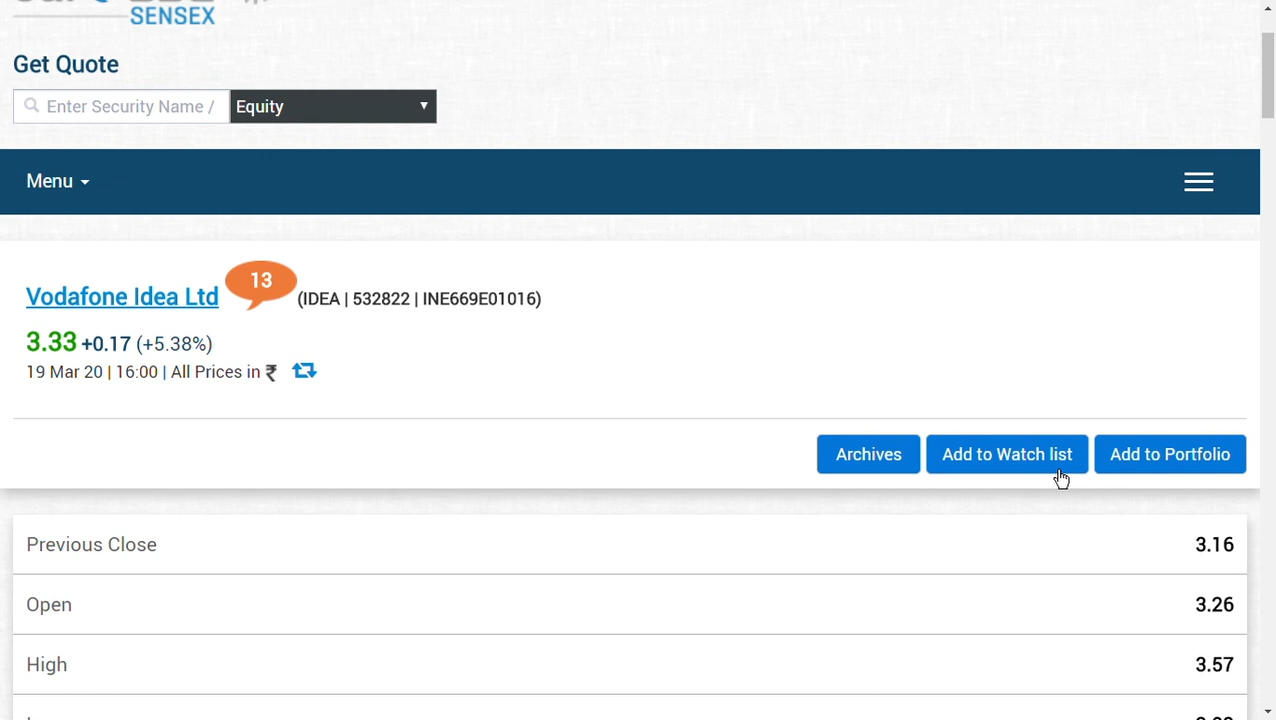 SENSEX
Get Quote
Enter Security Name /
Equity
Menu
Vodafone Idea Ltd
13
(IDEA | 532822 | INE669E01016)
3.33 +0.17 (+5.38%)
19 Mar 20 | 16:00 | All Prices in ₹
Archives
Add to Watch list
Add to Portfolio
Previous Close 3.16
Open 3.26
High 3.57